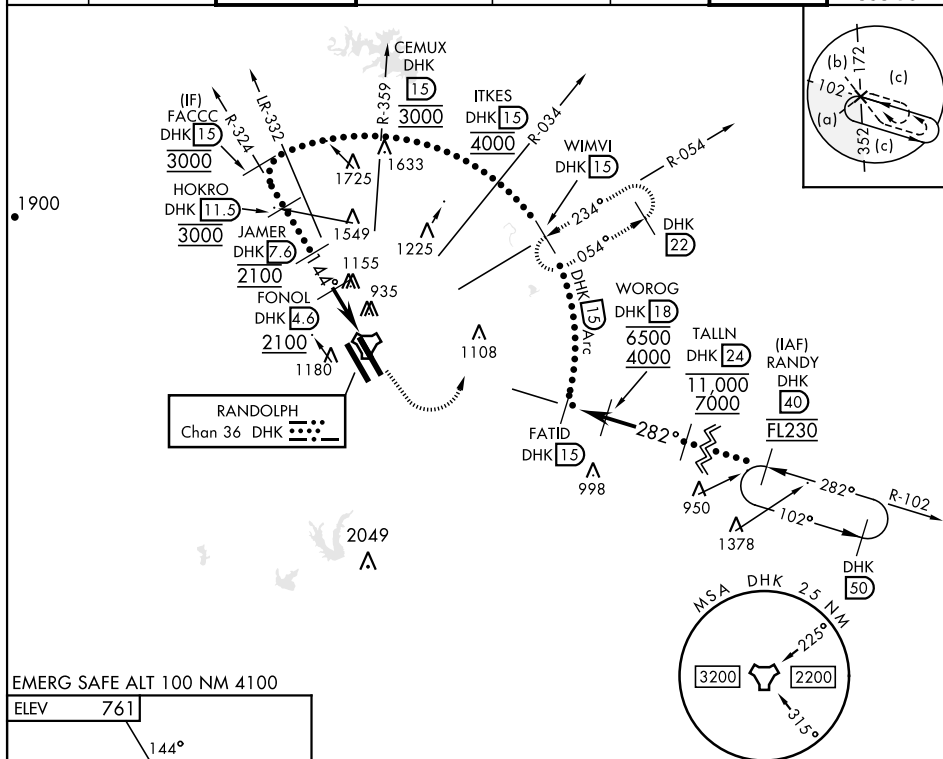 CEMUX
DHK
15
3000
R-359
ITKES
DHK 15
4000
R-034
(IF)
FACCC
DHK 15
3000
R-324
LR-332
WIMVI
DHK 15
R-054
234°
054°
DHK
22
(b)
172
(c)
102
(a)
352
(c)
1900
1725
1633
HOKRO
DHK 11.5
3000
1549
1225
JAMER
DHK 7.6
2100
144°
1155
935
FONOL
DHK 4.6
2100
1180
1108
DHK 15 Arc
WOROG
DHK 18
6500
4000
TALLN
DHK 24
11,000
7000
(IAF)
RANDY
DHK
40
FL230
RANDOLPH
Chan 36 DHK
282°
FATID
DHK 15
998
950
1378
282°
102°
R-102
DHK
50
2049
MSA DHK 25 NM
225°
3200
2200
315°
EMERG SAFE ALT 100 NM 4100
ELEV 761
144°